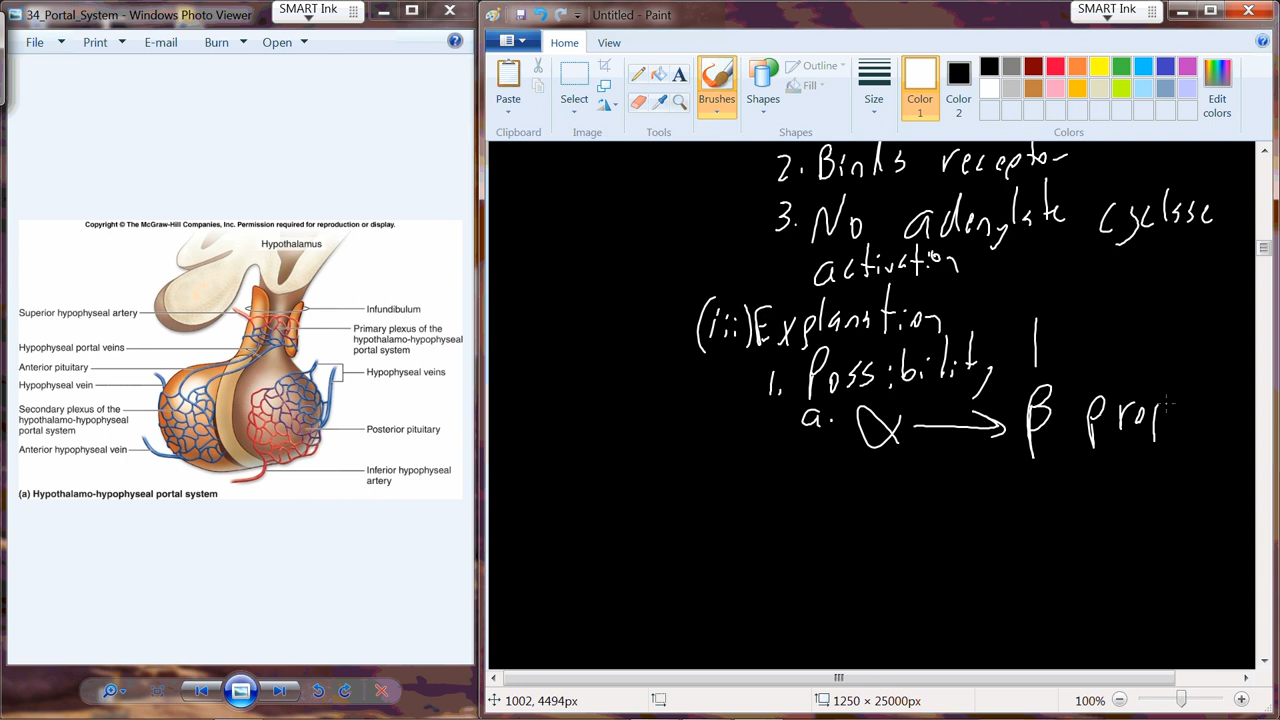 34_Portal_System - Windows Photo Viewer
SMART Ink
File Print E-mail Burn Open
Copyright © The McGraw-Hill Companies, Inc. Permission required for reproduction or display.
Hypothalamus
Superior hypophyseal artery
Hypophyseal portal veins
Anterior pituitary
Hypophyseal vein
Secondary plexus of the
hypothalamo-hypophyseal
portal system
Anterior hypophyseal vein
Infundibulum
Primary plexus of the
hypothalamo-hypophyseal
portal system
Hypophyseal veins
Posterior pituitary
Inferior hypophyseal
artery
(a) Hypothalamo-hypophyseal portal system
Untitled - Paint
SMART Ink
Home View
Paste
Select
Brushes
Shapes
Outline
Fill
Size
Color
1
Color
2
Edit
colors
Clipboard Image Tools Shapes Colors
2. Binds receptor
3. No adenylate cyclase
activation
(iii) Explanation
1. Possibility 1
a. α → β prop
1002, 4494px
1250 × 25000px
100%